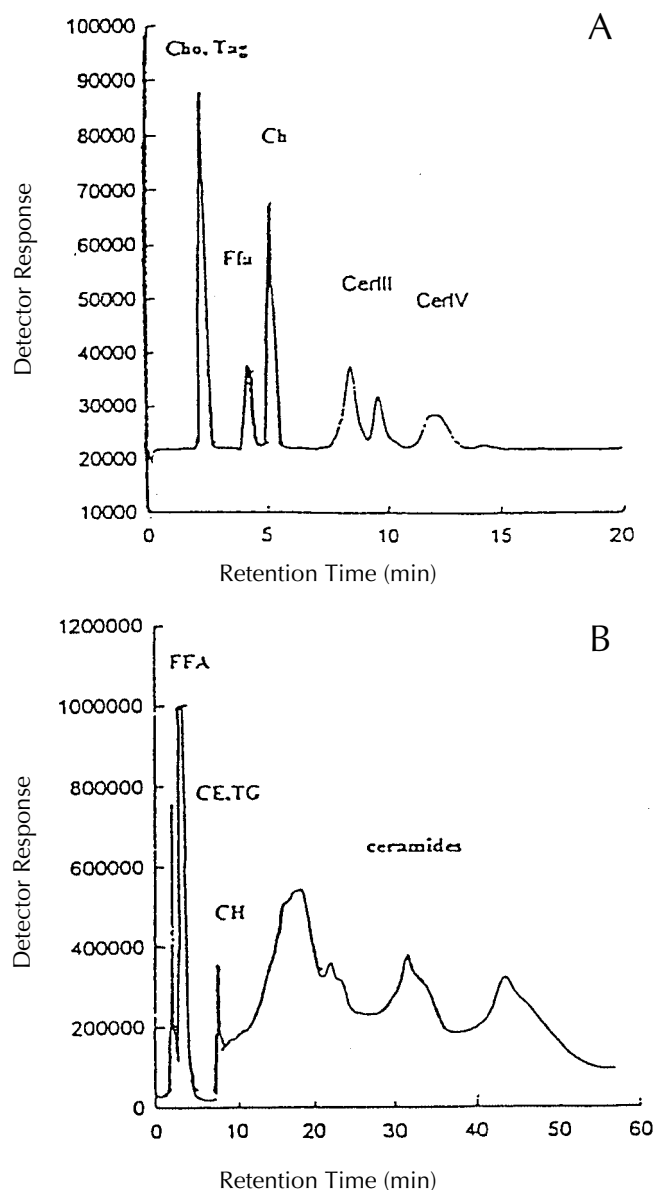 A
100000
Cho, Tag
90000
80000
Ch
70000
60000
Ffa
50000
CerIII
CerIV
40000
30000
20000
10000
0 5 10 15 20
Detector Response
Retention Time (min)
B
1200000
FFA
1000000
CE.TG
800000
ceramides
600000
CH
400000
200000
0
0 10 20 30 40 50 60
Detector Response
Retention Time (min)